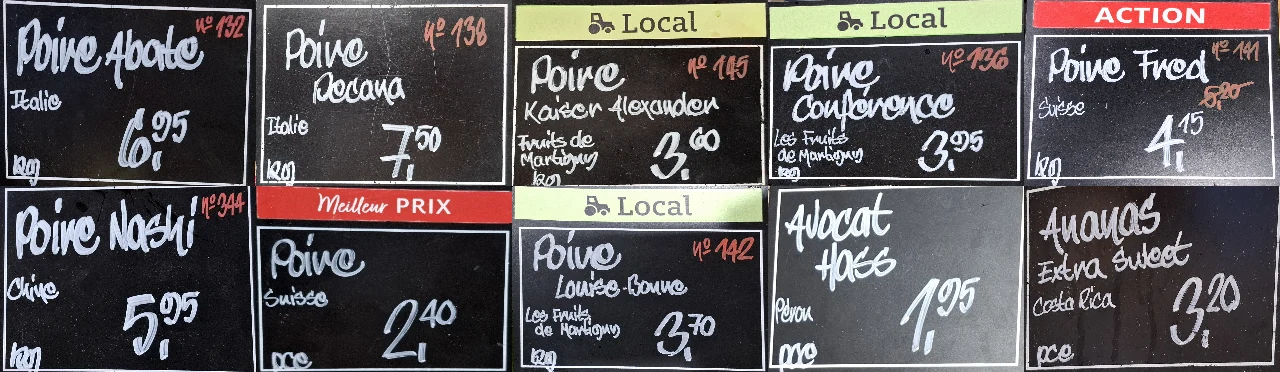 Poire Abate nº 132
Italie
6,95
kg
Poire nº 138
Decana
Italie
7,50
kg
Local
Poire nº 145
Kaiser Alexander
Fruits de
Martigny
3,60
kg
Local
Poire nº 136
Conférence
Les Fruits
de Martigny
3,95
kg
ACTION
Poire Fred nº 141
5,20
Suisse
4,15
kg
Poire Nashi nº 344
Chine
5,95
kg
Meilleur PRIX
Poire
Suisse
2,40
pce
Local
Poire nº 142
Louise-Bonne
Les Fruits
de Martigny
3,70
kg
Avocat
Hass
Pérou
1,95
pce
Ananas
Extra Sweet
Costa Rica
3,20
pce